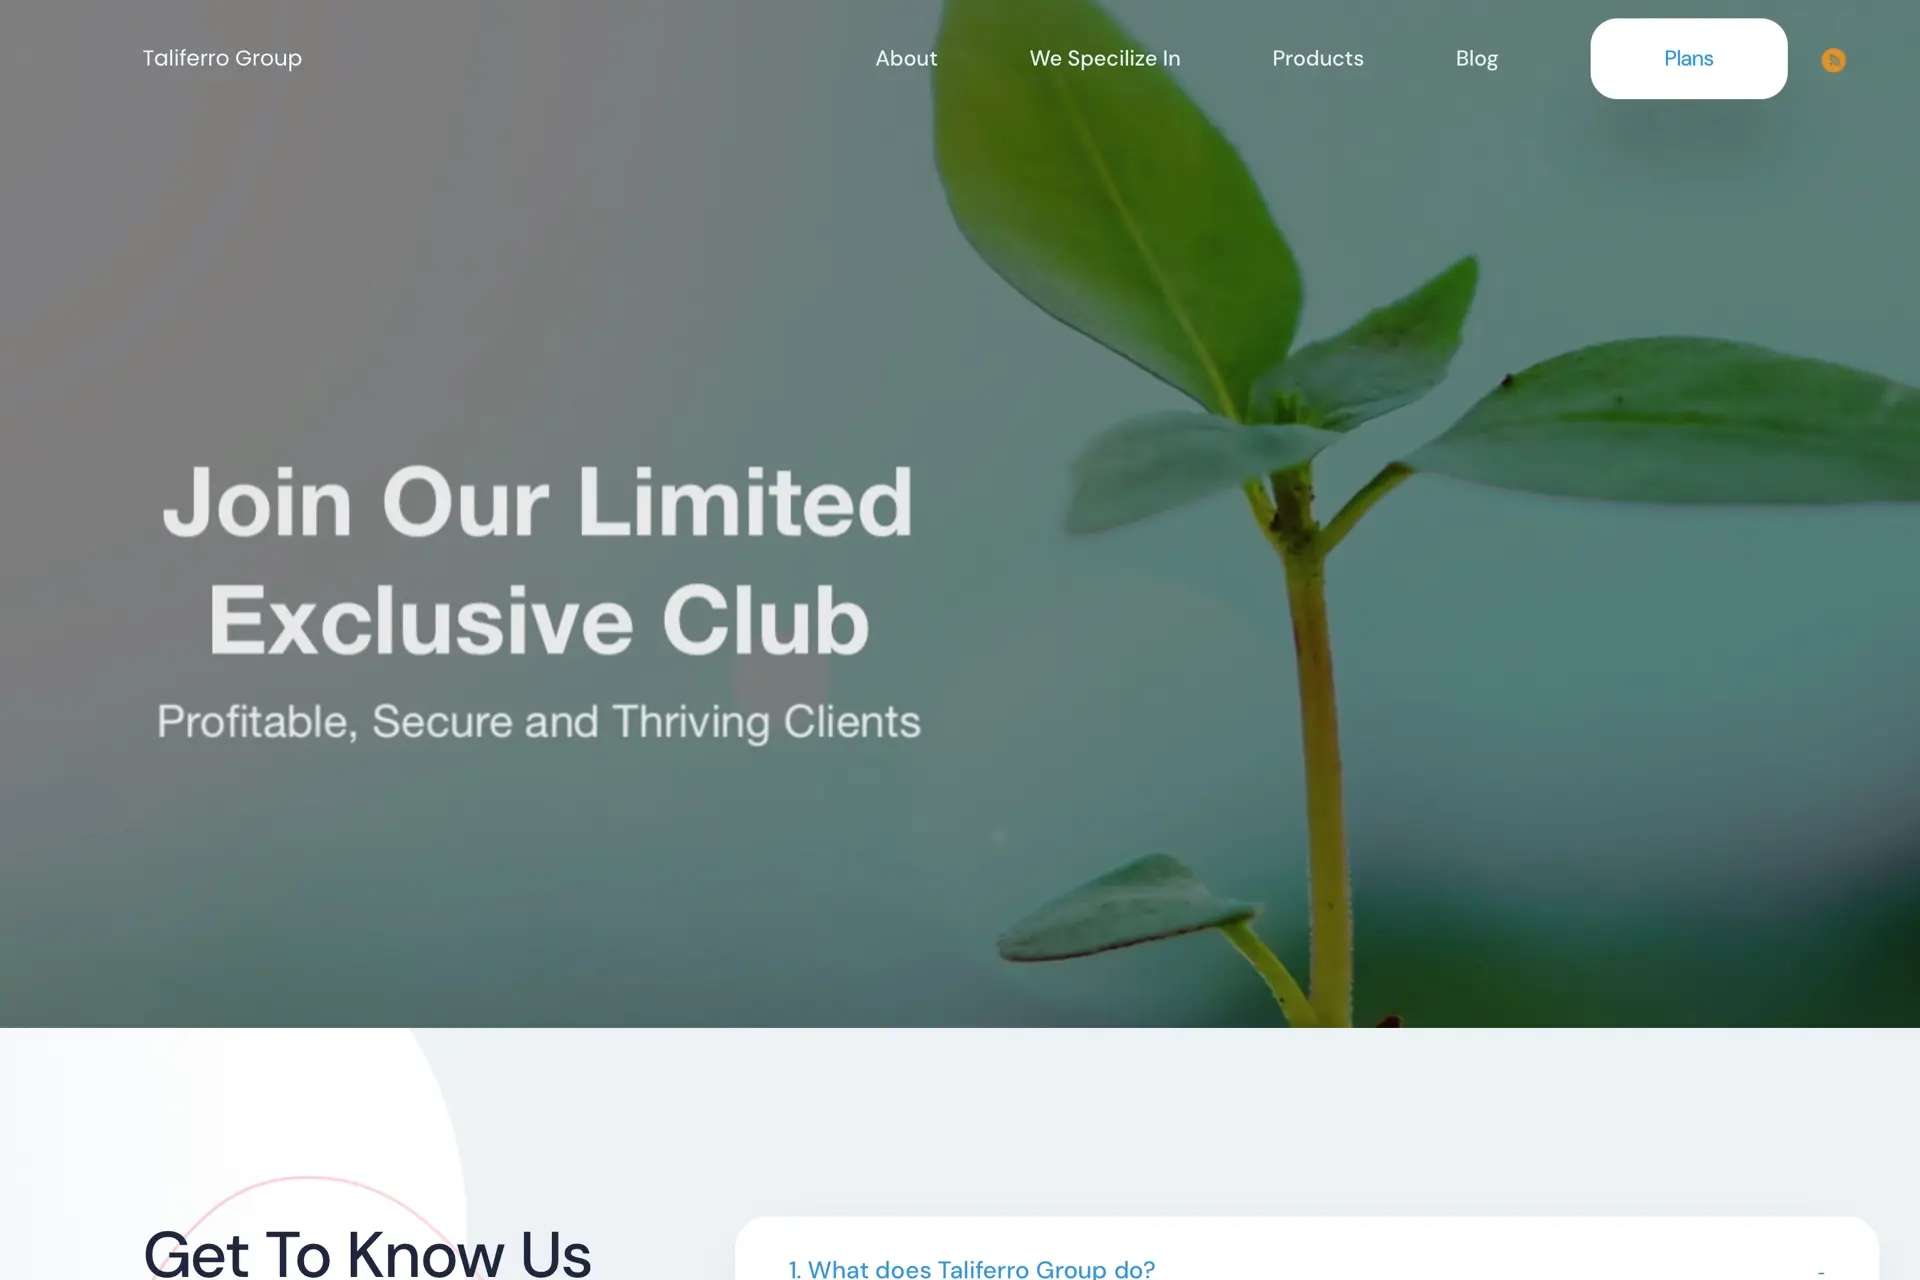 Taliferro Group
About
We Specilize In
Products
Blog
Plans
Join Our Limited
Exclusive Club
Profitable, Secure and Thriving Clients
Get To Know Us
1. What does Taliferro Group do?
-